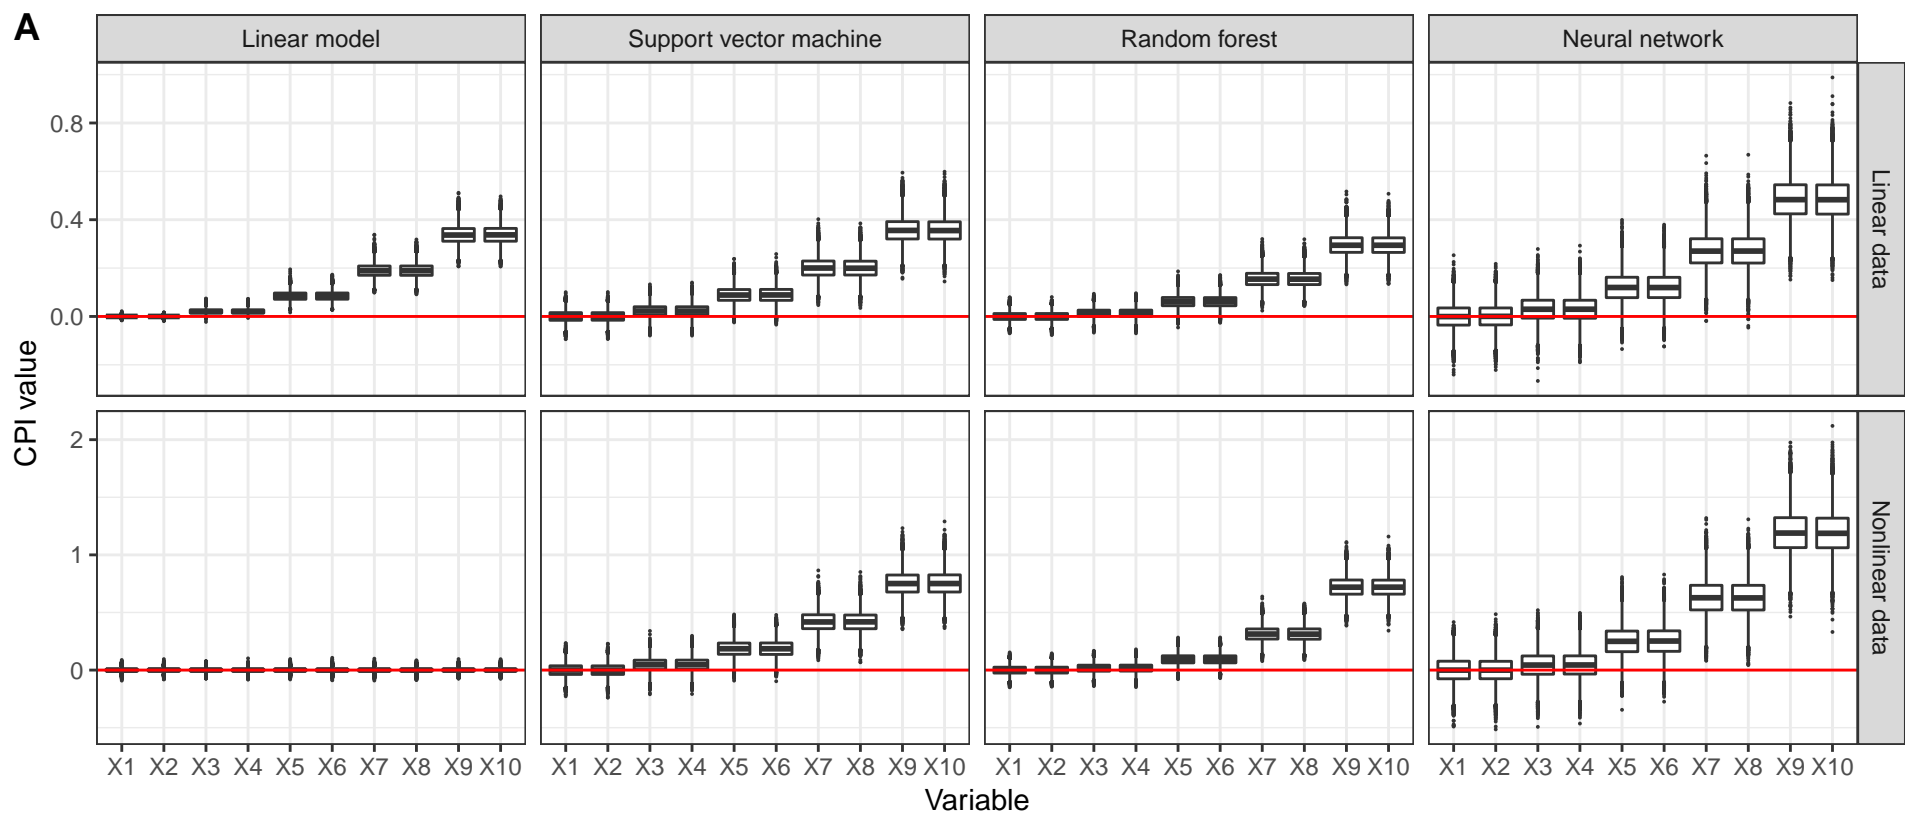 A
Linear model
Support vector machine
Random forest
Neural network
CPI value
0.8
0.4
0.0
Linear data
2
1
0
Nonlinear data
X1 X2 X3 X4 X5 X6 X7 X8 X9 X10
X1 X2 X3 X4 X5 X6 X7 X8 X9 X10
X1 X2 X3 X4 X5 X6 X7 X8 X9 X10
X1 X2 X3 X4 X5 X6 X7 X8 X9 X10
Variable